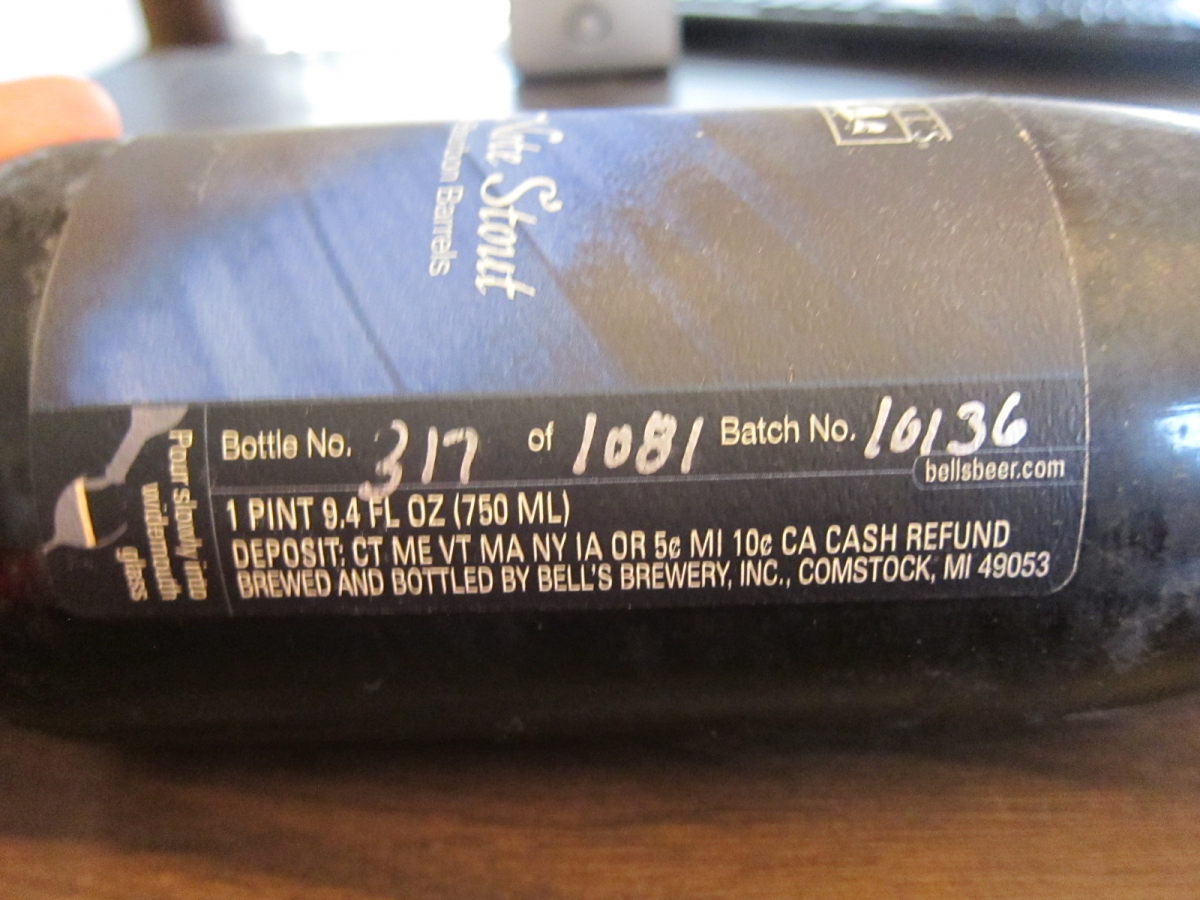 Stout
Barrels
Bottle No. 317 of 1081 Batch No. 10136
bellsbeer.com
1 PINT 9.4 FL OZ (750 ML)
DEPOSIT: CT ME VT MA NY IA OR 5¢ MI 10¢ CA CASH REFUND
BREWED AND BOTTLED BY BELL'S BREWERY, INC., COMSTOCK, MI 49053
Pour slowly into
widemouth
glass